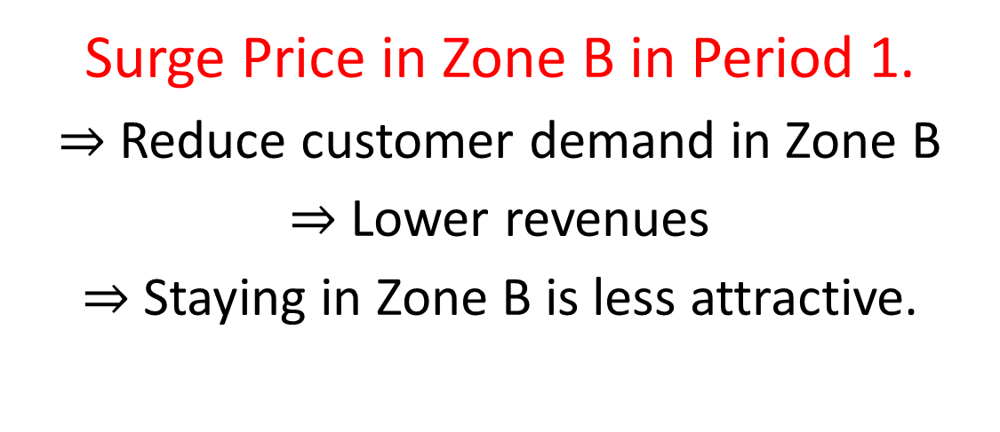 Surge Price in Zone B in Period 1.
⇒ Reduce customer demand in Zone B
⇒ Lower revenues
⇒ Staying in Zone B is less attractive.